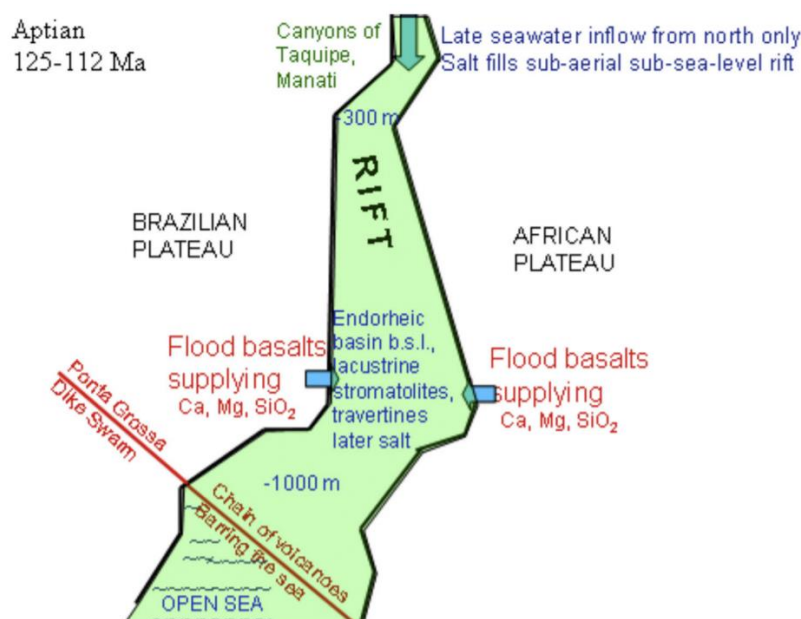 Aptian
125-112 Ma
Canyons of
Taquipe,
Manati
Late seawater inflow from north only
Salt fills sub-aerial sub-sea-level rift
-300 m
RIFT
BRAZILIAN
PLATEAU
AFRICAN
PLATEAU
Endorheic
basin b.s.l.,
lacustrine
stromatolites,
travertines
later salt
Flood basalts
supplying
Ca, Mg, SiO₂
Flood basalts
supplying
Ca, Mg, SiO₂
Ponta Grossa
Dike Swarm
-1000 m
Chain of volcanoes
Barring the sea
OPEN SEA